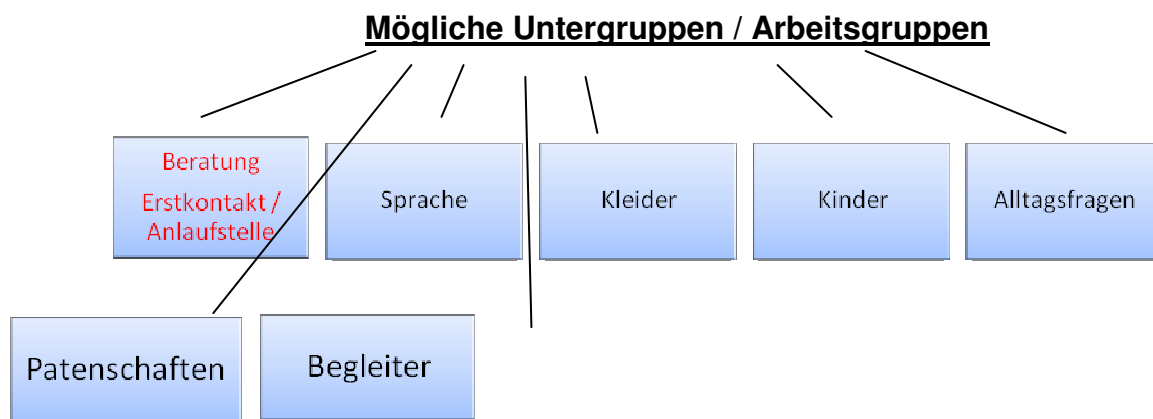 Mögliche Untergruppen / Arbeitsgruppen
Beratung
Erstkontakt /
Anlaufstelle
Sprache
Kleider
Kinder
Alltagsfragen
Patenschaften
Begleiter